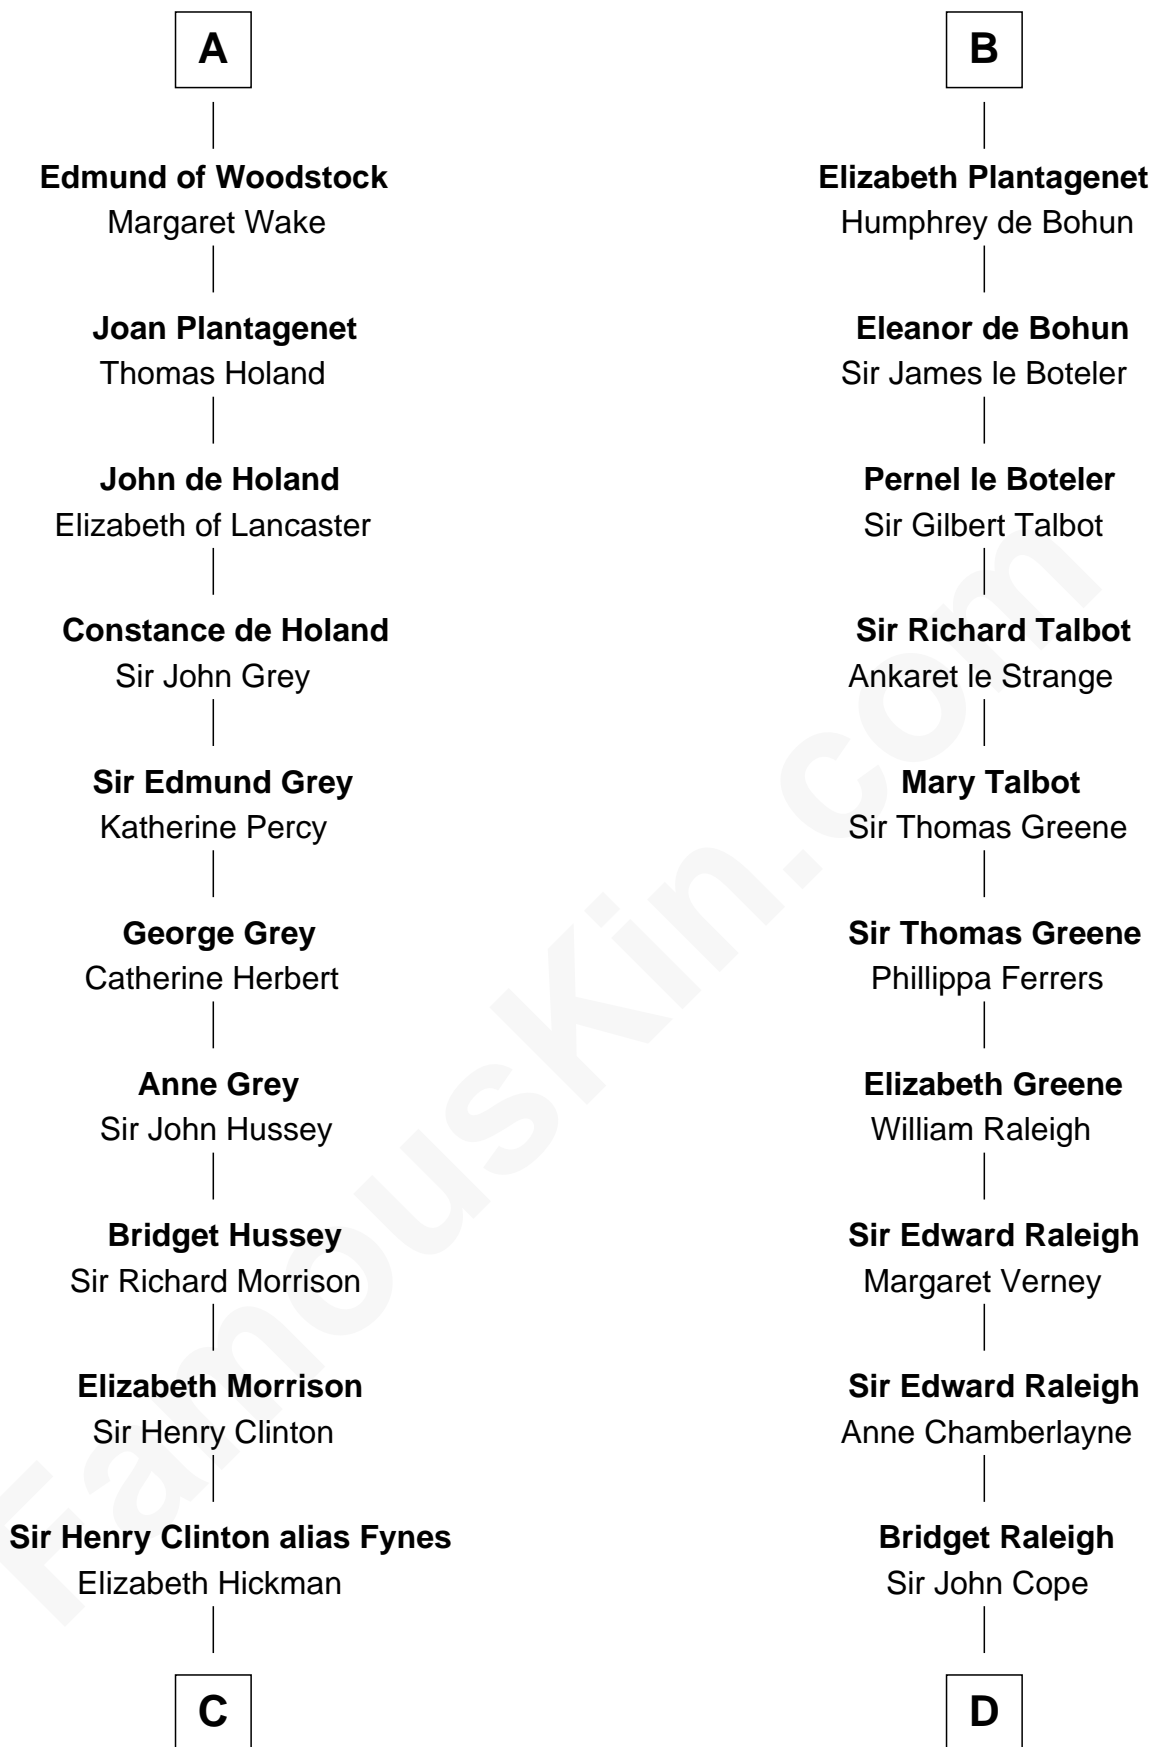 A
Edmund of Woodstock
Margaret Wake
Joan Plantagenet
Thomas Holand
John de Holand
Elizabeth of Lancaster
Constance de Holand
Sir John Grey
Sir Edmund Grey
Katherine Percy
George Grey
Catherine Herbert
Anne Grey
Sir John Hussey
Bridget Hussey
Sir Richard Morrison
Elizabeth Morrison
Sir Henry Clinton
Sir Henry Clinton alias Fynes
Elizabeth Hickman
C
B
Elizabeth Plantagenet
Humphrey de Bohun
Eleanor de Bohun
Sir James le Boteler
Pernel le Boteler
Sir Gilbert Talbot
Sir Richard Talbot
Ankaret le Strange
Mary Talbot
Sir Thomas Greene
Sir Thomas Greene
Phillippa Ferrers
Elizabeth Greene
William Raleigh
Sir Edward Raleigh
Margaret Verney
Sir Edward Raleigh
Anne Chamberlayne
Bridget Raleigh
Sir John Cope
D
FamousKin.com